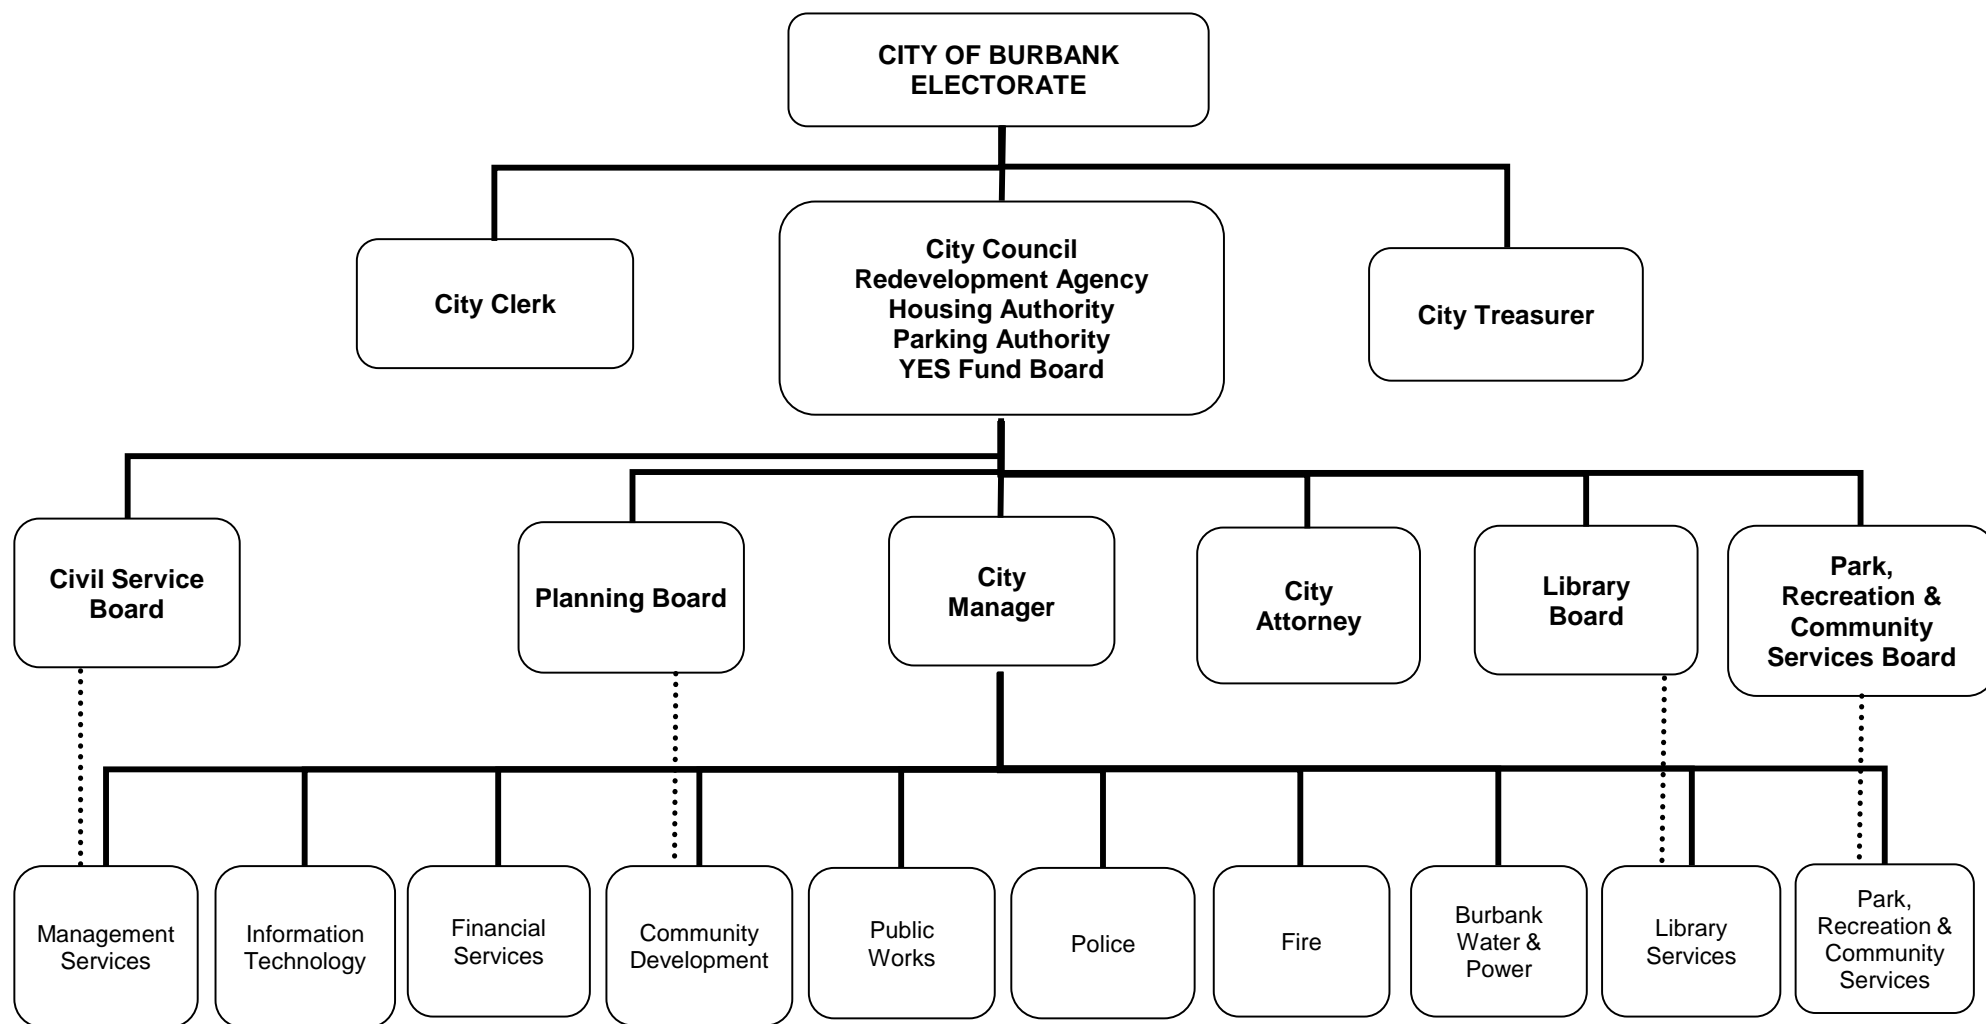 CITY OF BURBANK
ELECTORATE
City Clerk
City Council
Redevelopment Agency
Housing Authority
Parking Authority
YES Fund Board
City Treasurer
Civil Service
Board
Planning Board
City
Manager
City
Attorney
Library
Board
Park,
Recreation &
Community
Services Board
Management
Services
Information
Technology
Financial
Services
Community
Development
Public
Works
Police
Fire
Burbank
Water &
Power
Library
Services
Park,
Recreation &
Community
Services